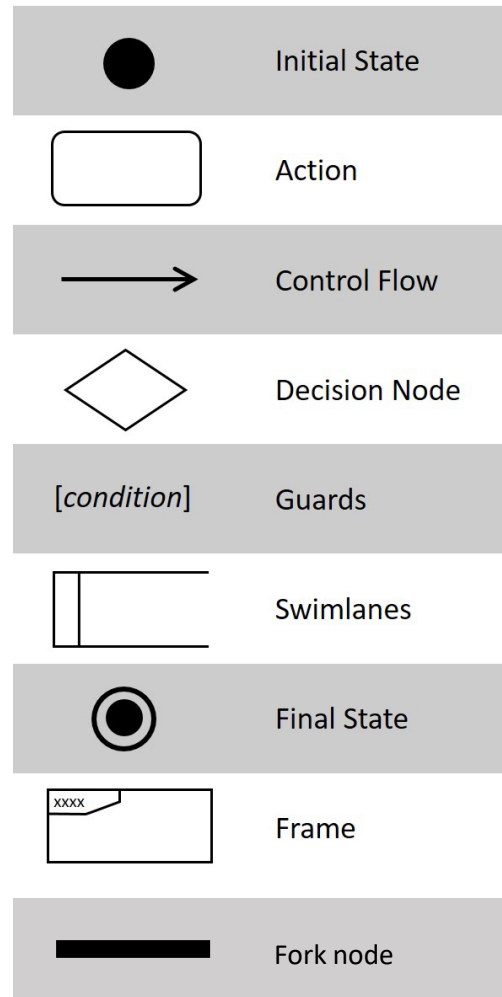 Initial State
Action
Control Flow
Decision Node
[condition] Guards
Swimlanes
Final State
xxxx
Frame
Fork node